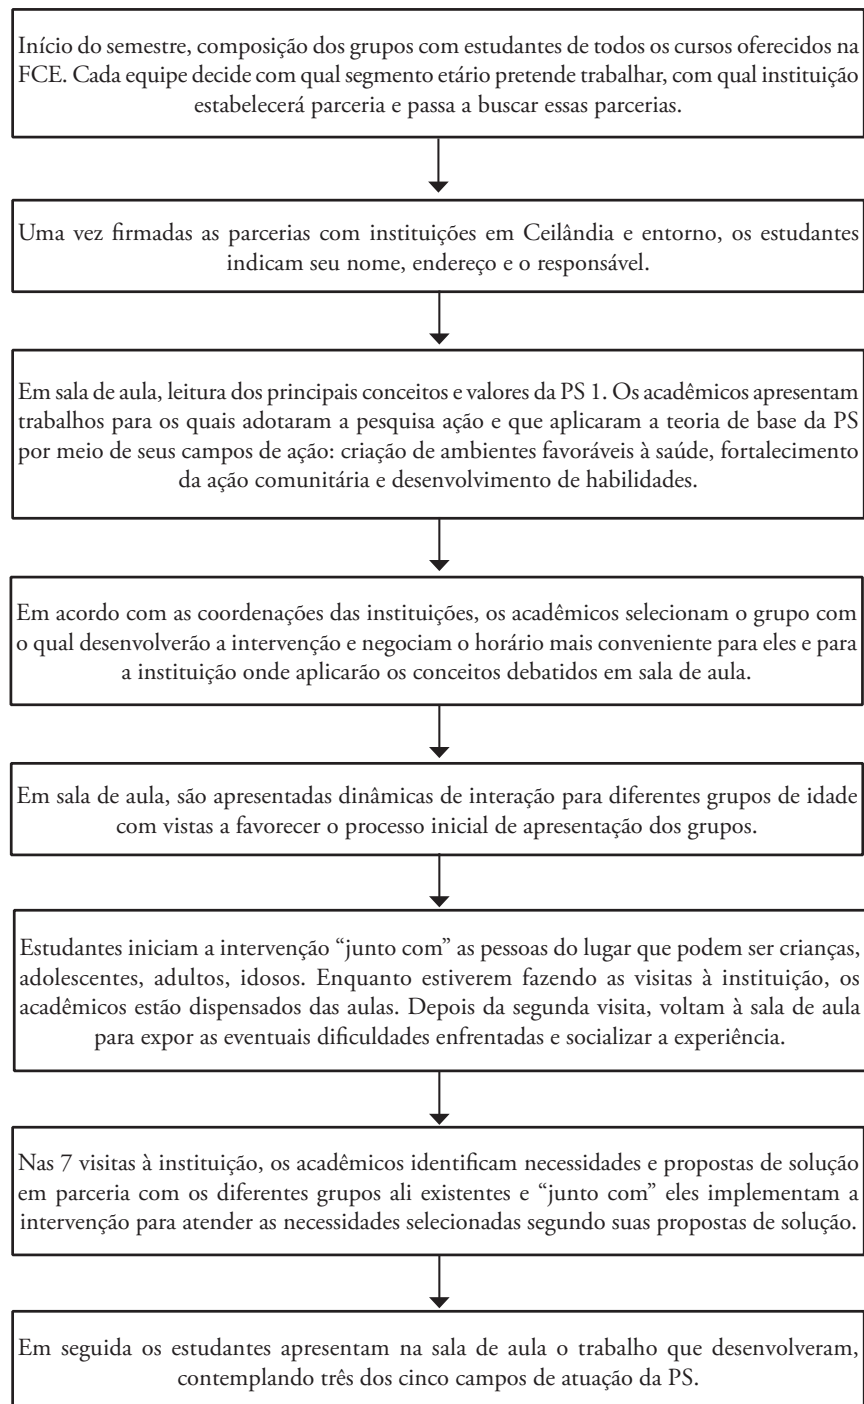 Início do semestre, composição dos grupos com estudantes de todos os cursos oferecidos na
FCE. Cada equipe decide com qual segmento etário pretende trabalhar, com qual instituição
estabelecerá parceria e passa a buscar essas parcerias.
Uma vez firmadas as parcerias com instituições em Ceilândia e entorno, os estudantes
indicam seu nome, endereço e o responsável.
Em sala de aula, leitura dos principais conceitos e valores da PS 1. Os acadêmicos apresentam
trabalhos para os quais adotaram a pesquisa ação e que aplicaram a teoria de base da PS
por meio de seus campos de ação: criação de ambientes favoráveis à saúde, fortalecimento
da ação comunitária e desenvolvimento de habilidades.
Em acordo com as coordenações das instituições, os acadêmicos selecionam o grupo com
o qual desenvolverão a intervenção e negociam o horário mais conveniente para eles e para
a instituição onde aplicarão os conceitos debatidos em sala de aula.
Em sala de aula, são apresentadas dinâmicas de interação para diferentes grupos de idade
com vistas a favorecer o processo inicial de apresentação dos grupos.
Estudantes iniciam a intervenção “junto com” as pessoas do lugar que podem ser crianças,
adolescentes, adultos, idosos. Enquanto estiverem fazendo as visitas à instituição, os
acadêmicos estão dispensados das aulas. Depois da segunda visita, voltam à sala de aula
para expor as eventuais dificuldades enfrentadas e socializar a experiência.
Nas 7 visitas à instituição, os acadêmicos identificam necessidades e propostas de solução
em parceria com os diferentes grupos ali existentes e “junto com” eles implementam a
intervenção para atender as necessidades selecionadas segundo suas propostas de solução.
Em seguida os estudantes apresentam na sala de aula o trabalho que desenvolveram,
contemplando três dos cinco campos de atuação da PS.